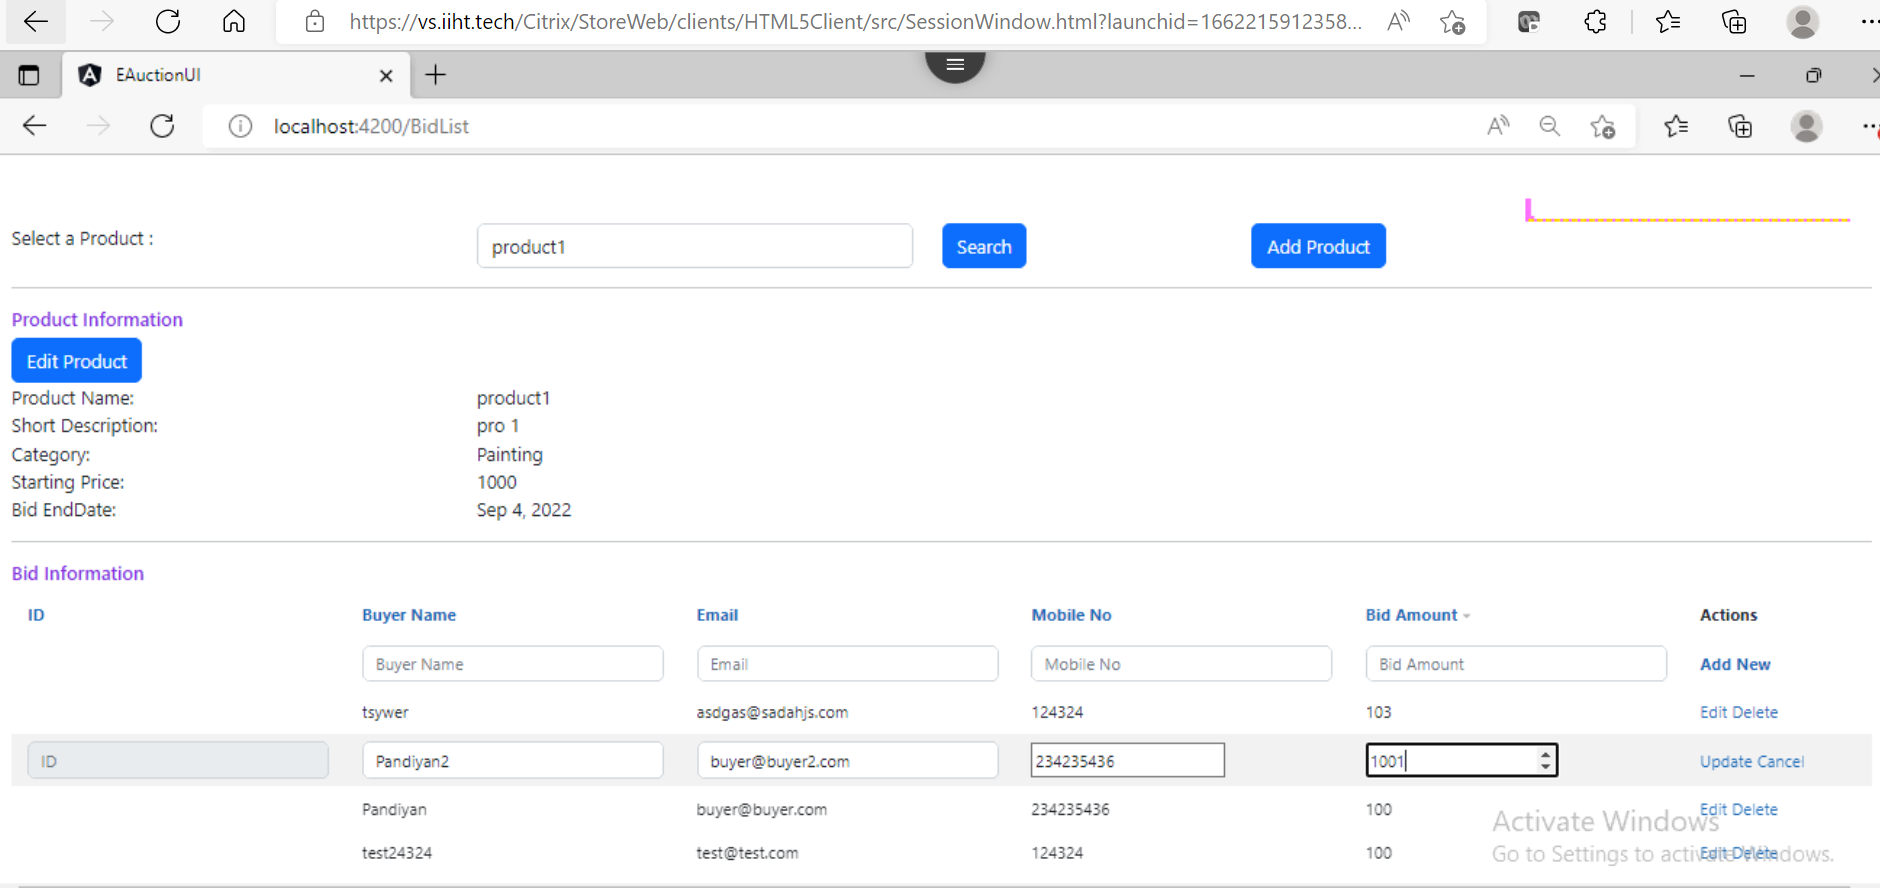 https://vs.iiht.tech/Citrix/StoreWeb/clients/HTML5Client/src/SessionWindow.html?launchid=1662215912358...
EAuctionUI
localhost:4200/BidList
Select a Product :
product1
Search
Add Product
Product Information
Edit Product
Product Name: product1
Short Description: pro 1
Category: Painting
Starting Price: 1000
Bid EndDate: Sep 4, 2022
Bid Information
ID Buyer Name Email Mobile No Bid Amount Actions
Buyer Name Email Mobile No Bid Amount Add New
tsywer asdgas@sadahjs.com 124324 103 Edit Delete
ID Pandiyan2 buyer@buyer2.com 234235436 1001 Update Cancel
Pandiyan buyer@buyer.com 234235436 100 Edit Delete
test24324 test@test.com 124324 100 Edit Delete
Activate Windows
Go to Settings to activate Windows.